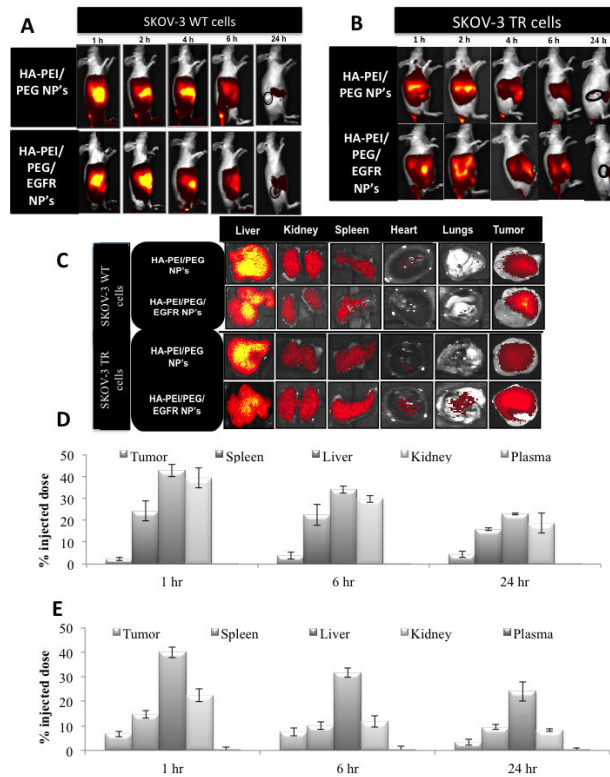 A
SKOV-3 WT cells
1 h 2 h 4 h 6 h 24 h
HA-PEI/
PEG NP's
HA-PEI/
PEG/
EGFR
NP's
B
SKOV-3 TR cells
1 h 2 h 4 h 6 h 24 h
HA-PEI/
PEG NP's
HA-PEI/
PEG/
EGFR
NP's
C
Liver Kidney Spleen Heart Lungs Tumor
SKOV-3 WT
cells
HA-PEI/PEG
NP's
HA-PEI/PEG/
EGFR NP's
SKOV-3 TR
cells
HA-PEI/PEG
NP's
HA-PEI/PEG/
EGFR NP's
D
Tumor Spleen Liver Kidney Plasma
% injected dose
50
40
30
20
10
0
1 hr 6 hr 24 hr
E
Tumor Spleen Liver Kidney Plasma
% injected dose
50
40
30
20
10
0
1 hr 6 hr 24 hr